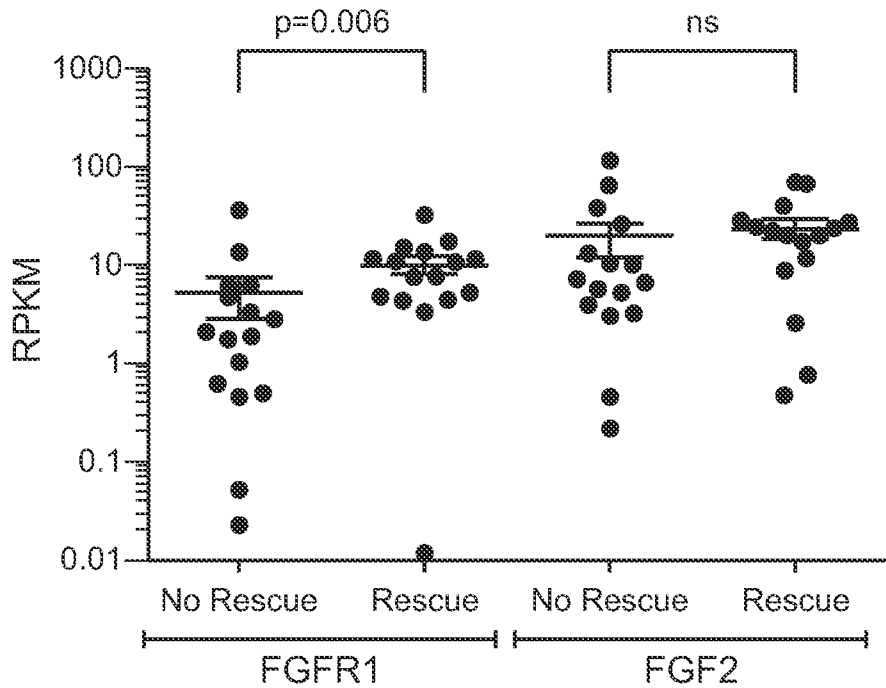 p=0.006
ns
1000
100
10
1
0.1
0.01
RPKM
No Rescue
Rescue
No Rescue
Rescue
FGFR1
FGF2